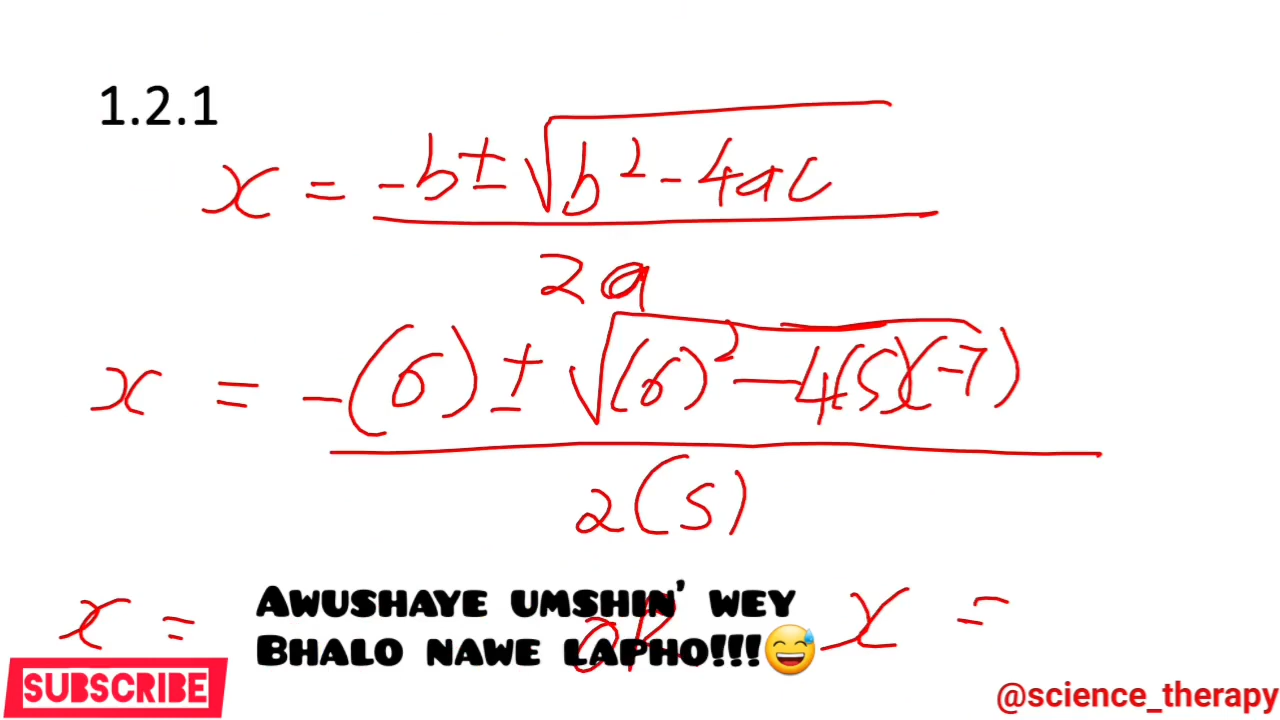 1.2.1
x = -b ± √b² - 4ac
2a
x = -(6) ± √(6)² - 4(5)(-7)
2(5)
x = OR x =
Awushaye umshin' wey
Bhalo nawe lapho!!!😅
SUBSCRIBE
@science_therapy